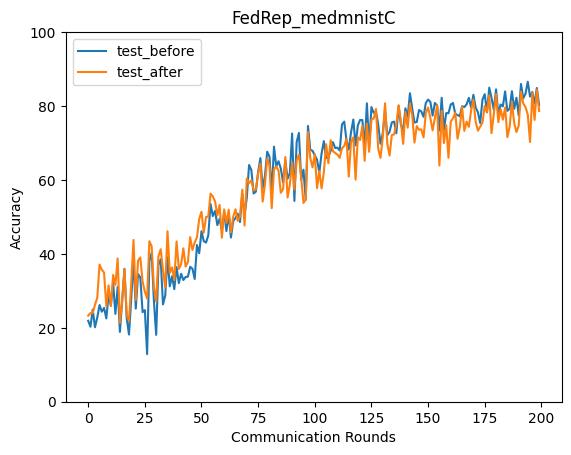 FedRep_medmnistC
test_before
test_after
100
80
60
40
20
0
Accuracy
0 25 50 75 100 125 150 175 200
Communication Rounds